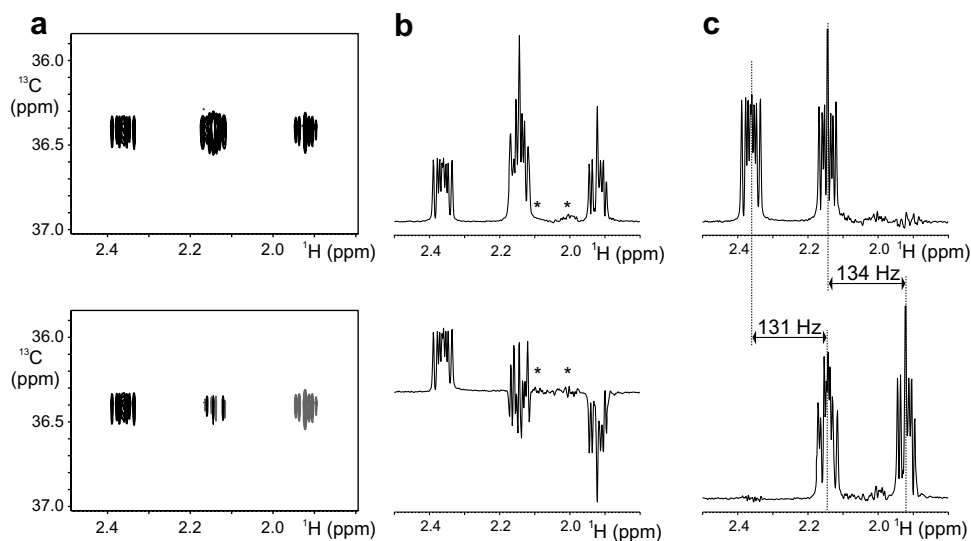 a
36.0
13C
(ppm)
36.5
37.0
2.4 2.2 2.0 1H (ppm)
36.0
13C
(ppm)
36.5
37.0
2.4 2.2 2.0 1H (ppm)
b
* *
2.4 2.2 2.0 1H (ppm)
* *
2.4 2.2 2.0 1H (ppm)
c
2.4 2.2 2.0 1H (ppm)
134 Hz
131 Hz
2.4 2.2 2.0 1H (ppm)